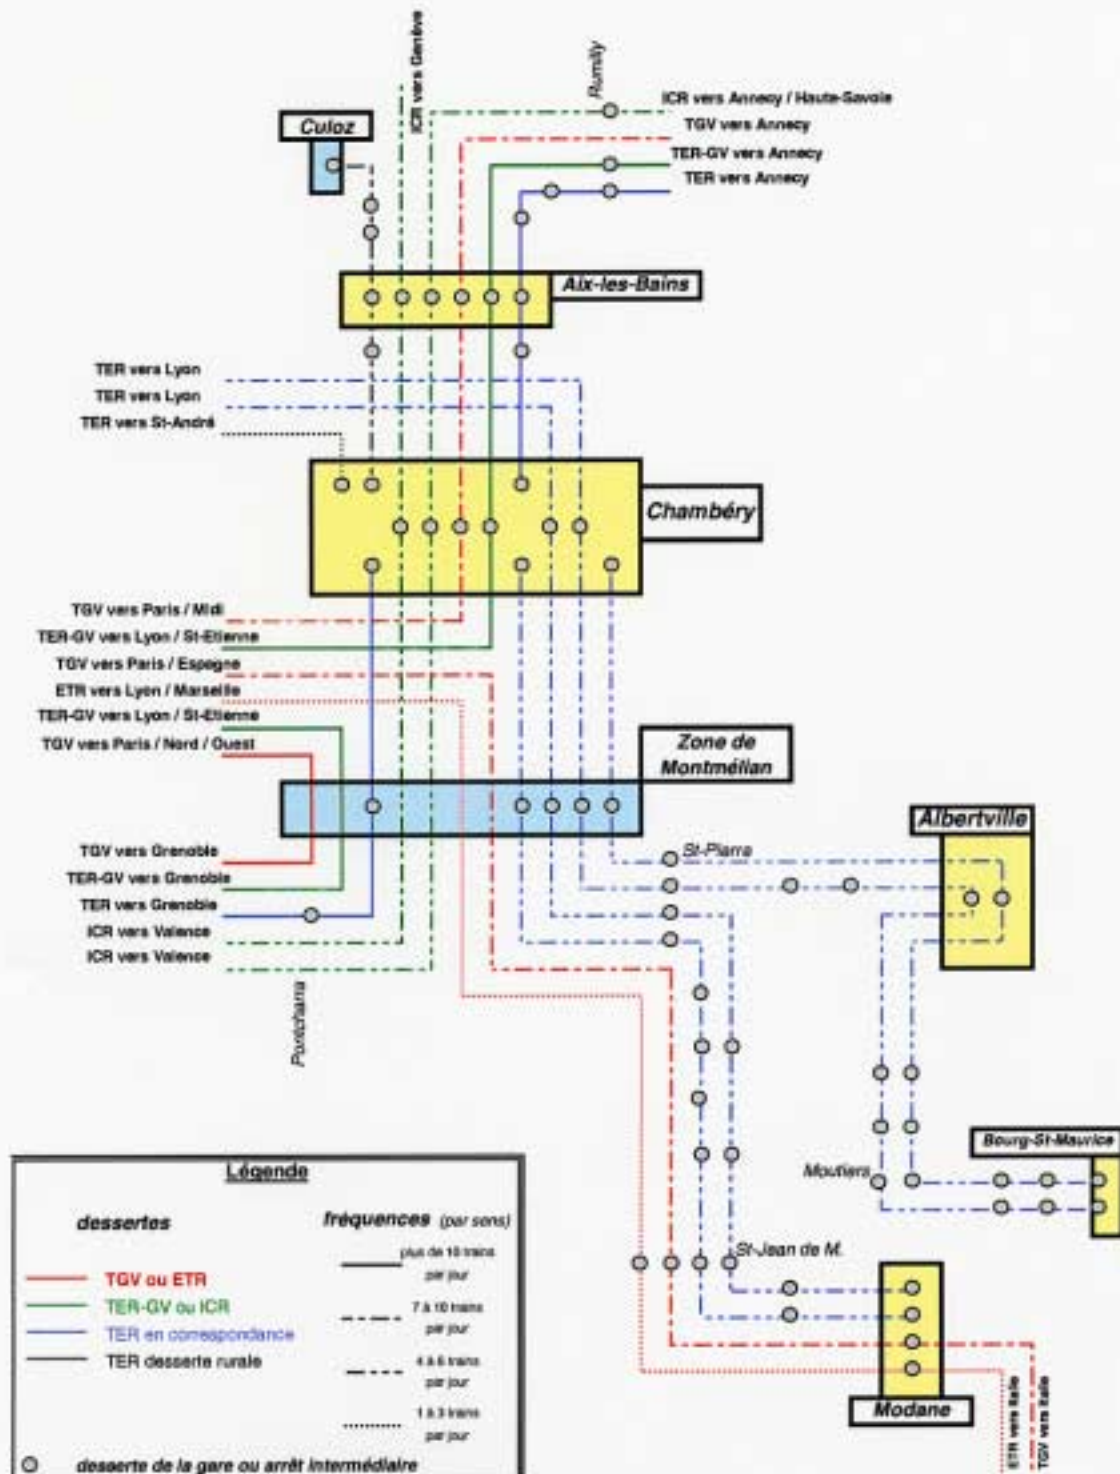 ICR vers Genève
Rumilly
ICR vers Annecy / Haute-Savoie
TGV vers Annecy
TER-GV vers Annecy
TER vers Annecy
Culoz
Aix-les-Bains
TER vers Lyon
TER vers Lyon
TER vers St-André
Chambéry
TGV vers Paris / Midi
TER-GV vers Lyon / St-Etienne
TGV vers Paris / Espagne
ETR vers Lyon / Marseille
TER-GV vers Lyon / St-Etienne
TGV vers Paris / Nord / Ouest
Zone de
Montmélian
Albertville
St-Pierre
TGV vers Grenoble
TER-GV vers Grenoble
TER vers Grenoble
ICR vers Valence
ICR vers Valence
Pontcharra
Bourg-St-Maurice
Moutiers
St-Jean de M.
Modane
ETR vers Italie
TGV vers Italie
Légende
dessertes
fréquences (par sens)
plus de 10 trains
par jour
TGV ou ETR
TER-GV ou ICR
7 à 10 trains
par jour
TER en correspondance
TER desserte rurale
4 à 6 trains
par jour
1 à 3 trains
par jour
desserte de la gare ou arrêt intermédiaire